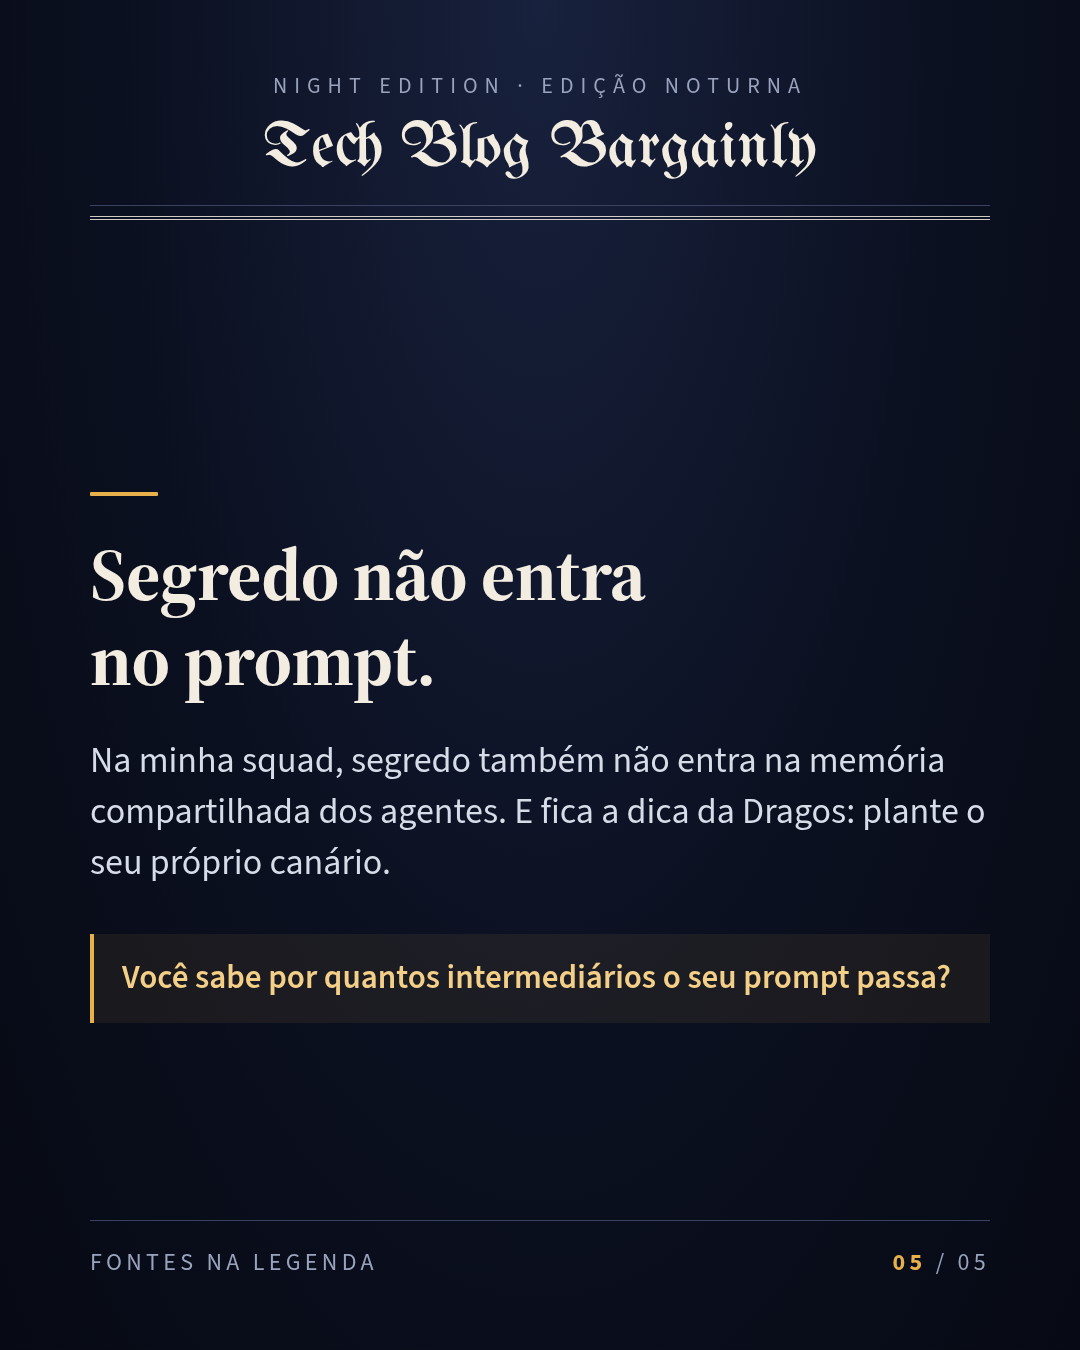 NIGHT EDITION · EDIÇÃO NOTURNA
Tech Blog Bargainly
Segredo não entra
no prompt.
Na minha squad, segredo também não entra na memória
compartilhada dos agentes. E fica a dica da Dragos: plante o
seu próprio canário.
Você sabe por quantos intermediários o seu prompt passa?
FONTES NA LEGENDA
05 / 05